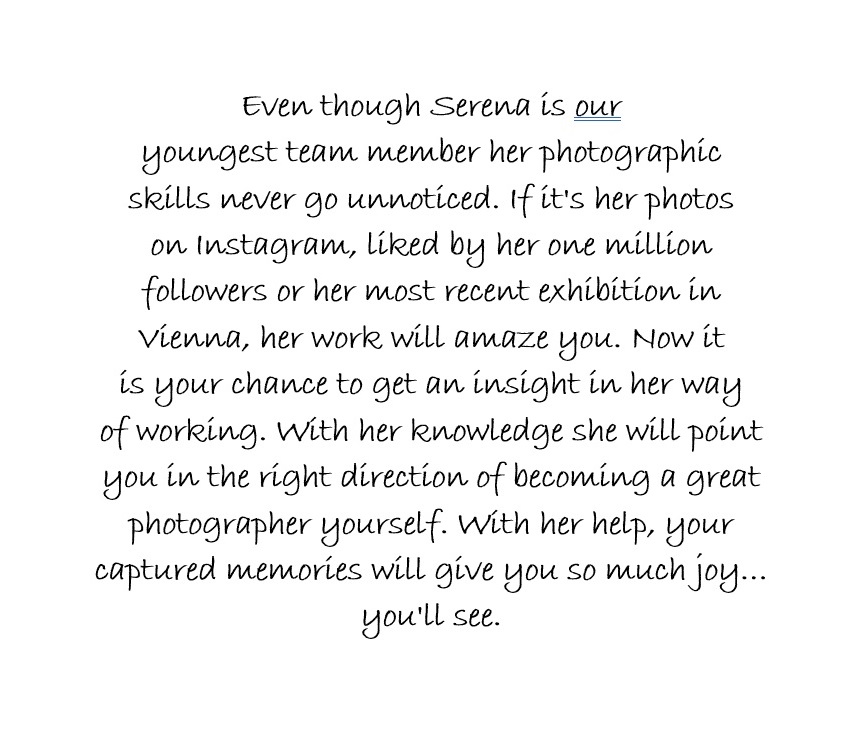 Even though Serena is our
youngest team member her photographic
skills never go unnoticed. If it's her photos
on Instagram, liked by her one million
followers or her most recent exhibition in
Vienna, her work will amaze you. Now it
is your chance to get an insight in her way
of working. With her knowledge she will point
you in the right direction of becoming a great
photographer yourself. With her help, your
captured memories will give you so much joy...
you'll see.